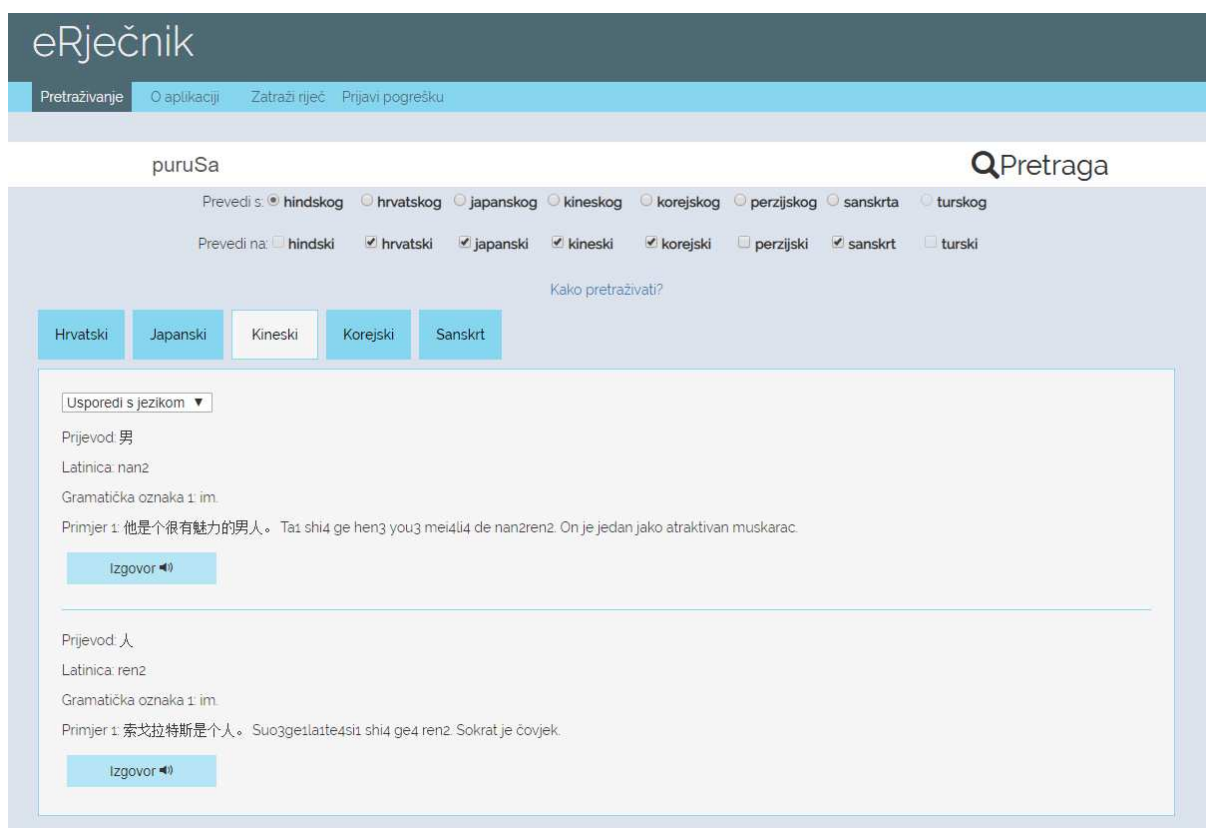 eRječnik
Pretraživanje O aplikaciji Zatraži riječ Prijavi pogrešku
puruSa Pretraga
Prevedi s: hindskog hrvatskog japanskog kineskog korejskog perzijskog sanskrta turskog
Prevedi na: hindski hrvatski japanski kineski korejski perzijski sanskrt turski
Kako pretraživati?
Hrvatski Japanski Kineski Korejski Sanskrt
Usporedi s jezikom ▼
Prijevod: 男
Latinica: nan2
Gramatička oznaka 1: im.
Primjer 1: 他是个很有魅力的男人。 Ta1 shi4 ge hen3 you3 mei4li4 de nan2ren2. On je jedan jako atraktivan muskarac.
Izgovor
Prijevod: 人
Latinica: ren2
Gramatička oznaka 1: im.
Primjer 1: 索戈拉特斯是个人。 Suo3ge1la1te4si1 shi4 ge4 ren2. Sokrat je čovjek.
Izgovor